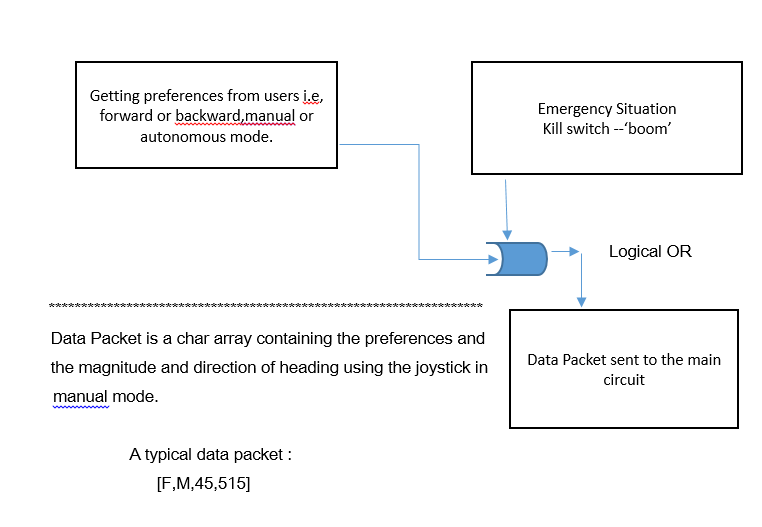 Getting preferences from users i.e,
forward or backward,manual or
autonomous mode.
Emergency Situation
Kill switch --‘boom’
Logical OR
Data Packet sent to the main
circuit
*******************************************************************
Data Packet is a char array containing the preferences and
the magnitude and direction of heading using the joystick in
manual mode.
A typical data packet :
[F,M,45,515]